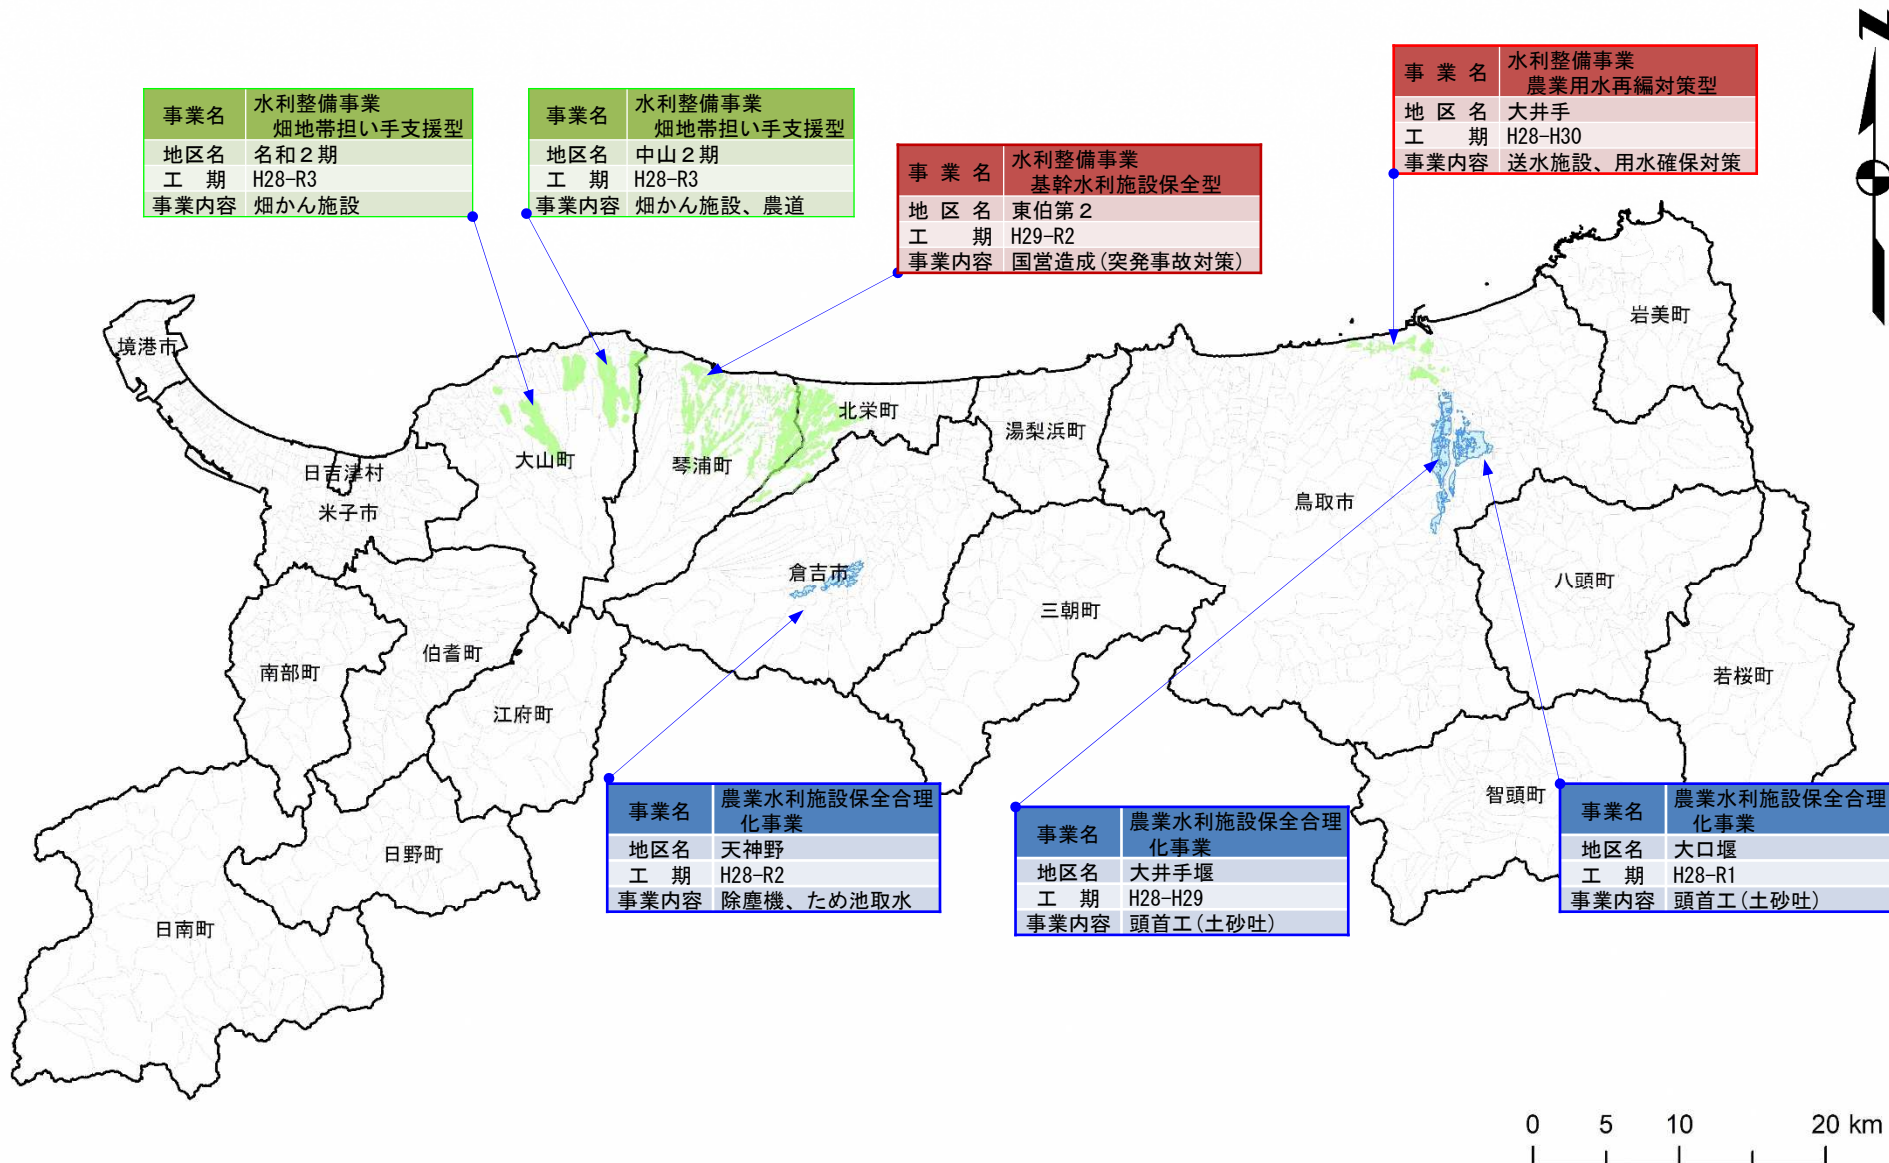 事業名 水利整備事業
畑地帯担い手支援型
地区名 名和２期
工 期 H28-R3
事業内容 畑かん施設
事業名 水利整備事業
畑地帯担い手支援型
地区名 中山２期
工 期 H28-R3
事業内容 畑かん施設、農道
事 業 名 水利整備事業
基幹水利施設保全型
地 区 名 東伯第２
工 期 H29-R2
事業内容 国営造成(突発事故対策)
事 業 名 水利整備事業
農業用水再編対策型
地 区 名 大井手
工 期 H28-H30
事業内容 送水施設、用水確保対策
Z
境港市
岩美町
北栄町
湯梨浜町
日吉津村
大山町
琴浦町
米子市
鳥取市
倉吉市
八頭町
三朝町
伯耆町
南部町
若桜町
江府町
智頭町
日野町
日南町
事業名 農業水利施設保全合理
化事業
地区名 天神野
工 期 H28-R2
事業内容 除塵機、ため池取水
事業名 農業水利施設保全合理
化事業
地区名 大井手堰
工 期 H28-H29
事業内容 頭首工(土砂吐)
事業名 農業水利施設保全合理
化事業
地区名 大口堰
工 期 H28-R1
事業内容 頭首工(土砂吐)
0 5 10 20 km